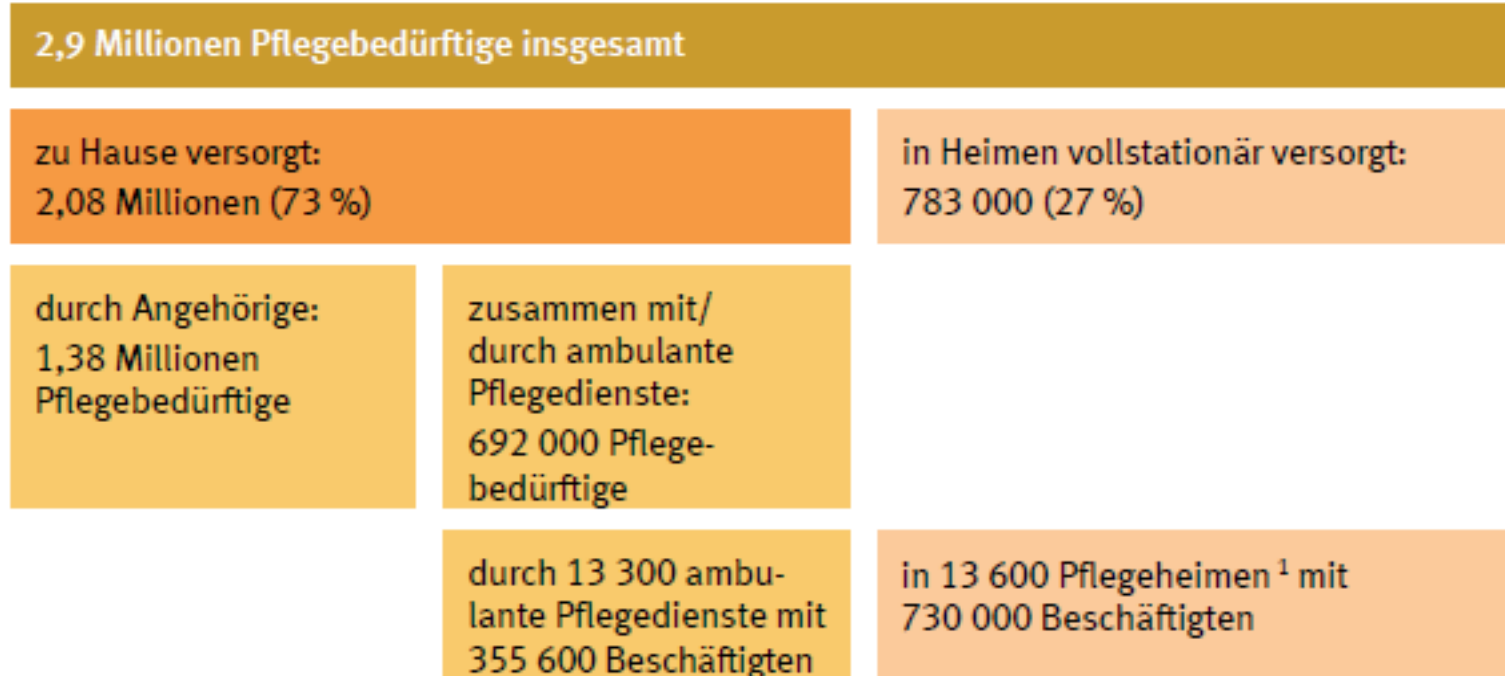 2,9 Millionen Pflegebedürftige insgesamt
zu Hause versorgt:
2,08 Millionen (73 %)
in Heimen vollstationär versorgt:
783 000 (27 %)
durch Angehörige:
1,38 Millionen
Pflegebedürftige
zusammen mit/
durch ambulante
Pflegedienste:
692 000 Pflege-
bedürftige
durch 13 300 ambu-
lante Pflegedienste mit
355 600 Beschäftigten
in 13 600 Pflegeheimen ¹ mit
730 000 Beschäftigten